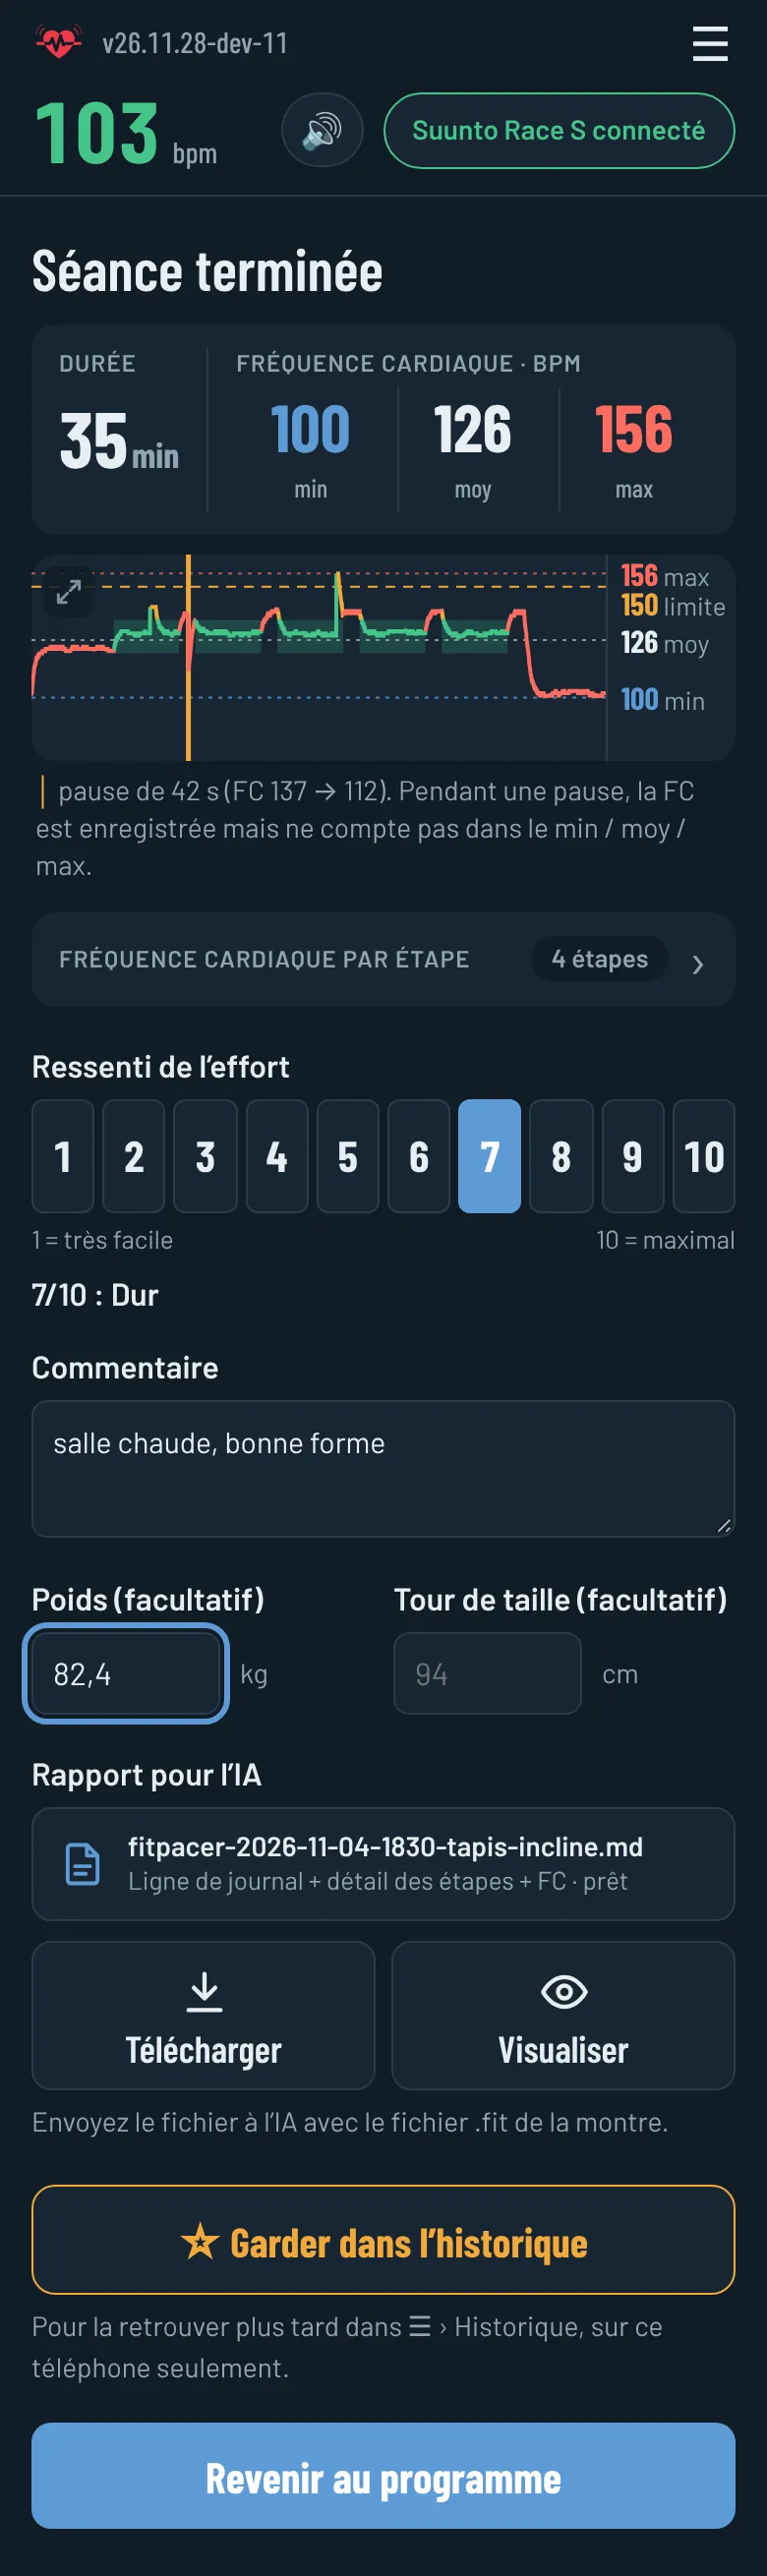 v26.11.28-dev-11
103 bpm
Suunto Race S connecté
Séance terminée
DURÉE
35 min
FRÉQUENCE CARDIAQUE · BPM
100
min
126
moy
156
max
156 max
150 limite
126 moy
100 min
pause de 42 s (FC 137 → 112). Pendant une pause, la FC
est enregistrée mais ne compte pas dans le min / moy /
max.
FRÉQUENCE CARDIAQUE PAR ÉTAPE
4 étapes
Ressenti de l’effort
1 2 3 4 5 6 7 8 9 10
1 = très facile
10 = maximal
7/10 : Dur
Commentaire
salle chaude, bonne forme
Poids (facultatif)
82,4 kg
Tour de taille (facultatif)
94 cm
Rapport pour l’IA
fitpacer-2026-11-04-1830-tapis-incline.md
Ligne de journal + détail des étapes + FC · prêt
Télécharger
Visualiser
Envoyez le fichier à l’IA avec le fichier .fit de la montre.
☆ Garder dans l’historique
Pour la retrouver plus tard dans ☰ › Historique, sur ce
téléphone seulement.
Revenir au programme